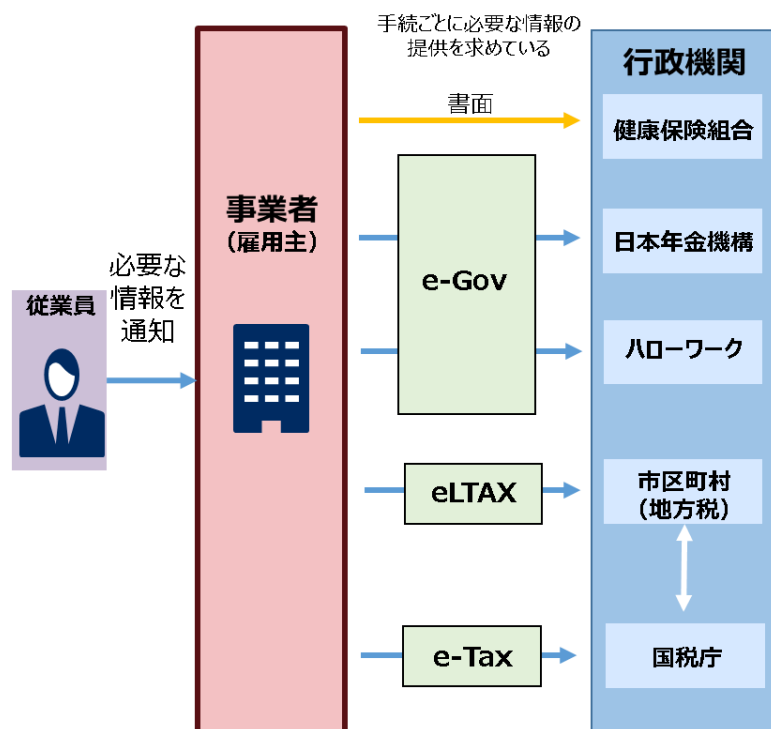 手続ごとに必要な情報の
提供を求めている
行政機関
書面
健康保険組合
事業者
（雇用主）
日本年金機構
e-Gov
必要な
情報を
通知
従業員
ハローワーク
eLTAX
市区町村
（地方税）
e-Tax
国税庁